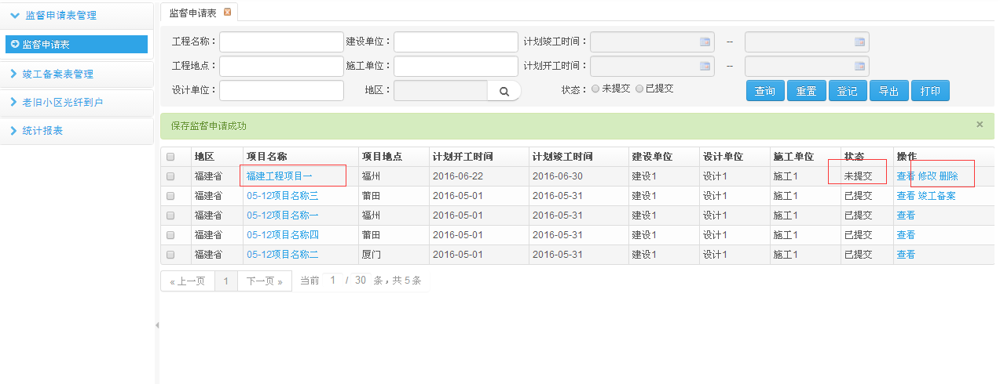 监督申请表管理
监督申请表
竣工备案表管理
老旧小区光纤到户
统计报表
监督申请表
工程名称： 建设单位： 计划竣工时间： --
工程地点： 施工单位： 计划开工时间： --
设计单位： 地区： 状态： 未提交 已提交 查询 重置 登记 导出 打印
保存监督申请成功 ×
地区 项目名称 项目地点 计划开工时间 计划竣工时间 建设单位 设计单位 施工单位 状态 操作
福建省 福建工程项目一 福州 2016-06-22 2016-06-30 建设1 设计1 施工1 未提交 查看 修改 删除
福建省 05-12项目名称三 莆田 2016-05-01 2016-05-31 建设1 设计1 施工1 已提交 查看 竣工备案
福建省 05-12项目名称一 福州 2016-05-01 2016-05-31 建设1 设计1 施工1 已提交 查看
福建省 05-12项目名称四 莆田 2016-05-01 2016-05-31 建设1 设计1 施工1 已提交 查看
福建省 05-12项目名称二 厦门 2016-05-01 2016-05-31 建设1 设计1 施工1 已提交 查看
« 上一页 1 下一页 » 当前 1 / 30 条，共 5 条